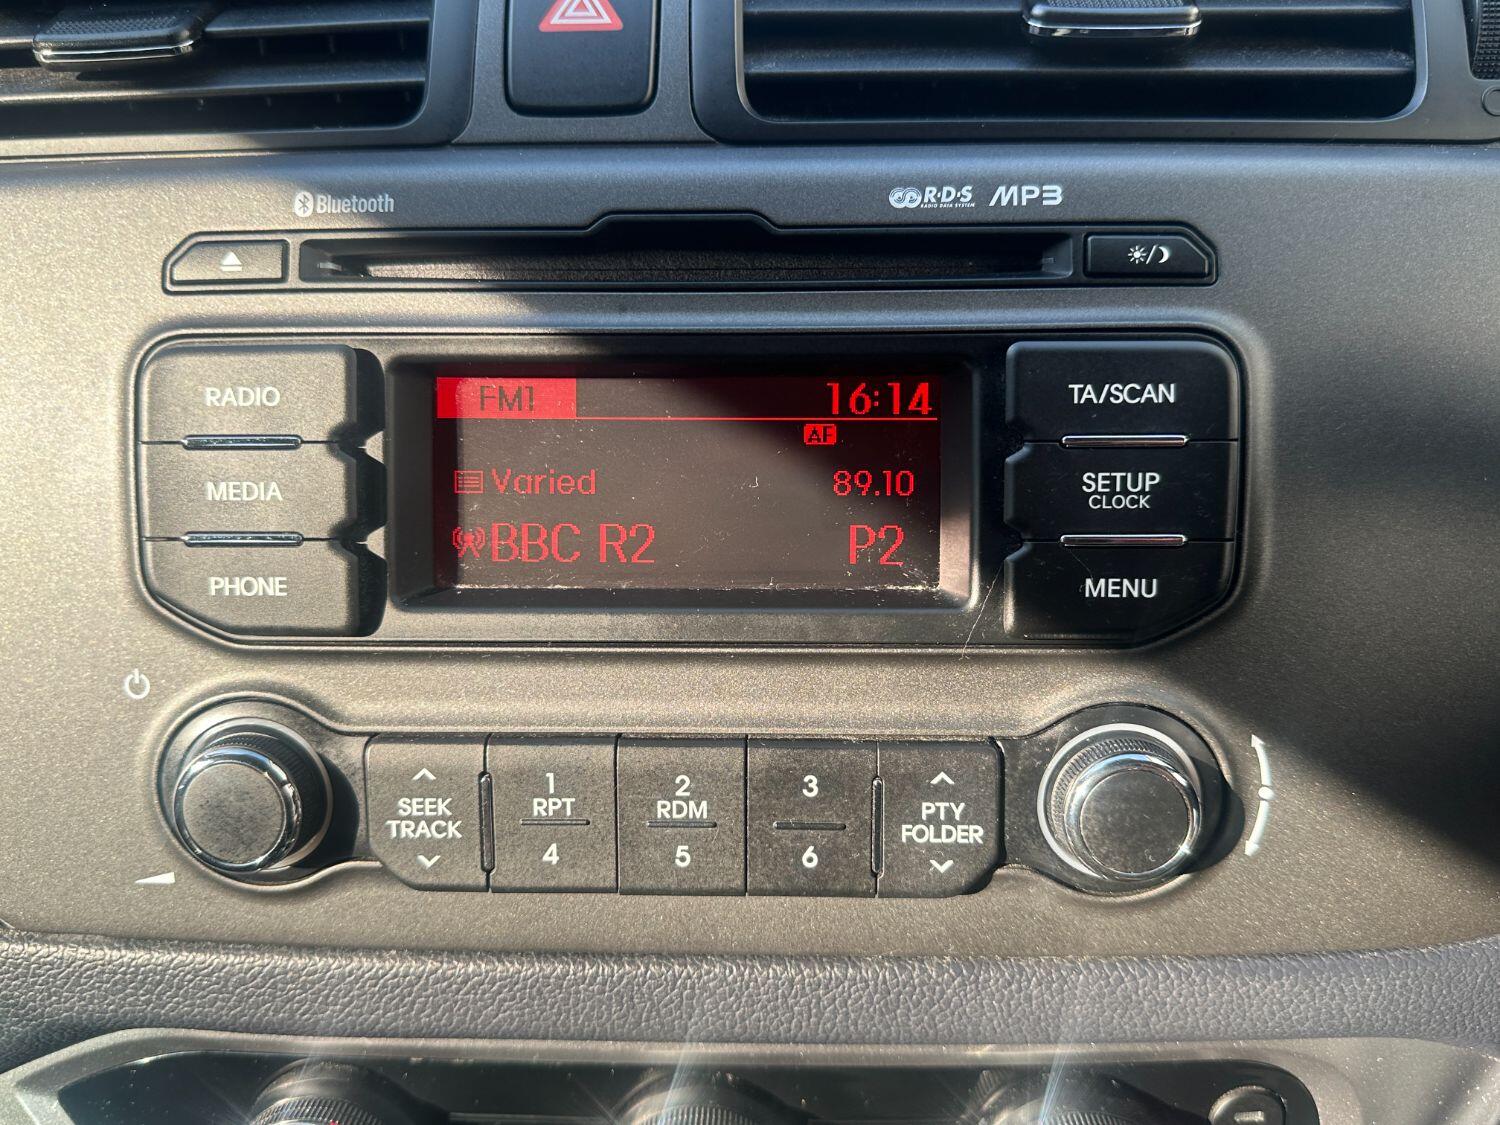 Bluetooth R·D·S RADIO DATA SYSTEM MP3
RADIO
MEDIA
PHONE
FM1 16:14
AF
Varied 89.10
BBC R2 P2
TA/SCAN
SETUP
CLOCK
MENU
SEEK
TRACK
1
RPT
4
2
RDM
5
3
6
PTY
FOLDER